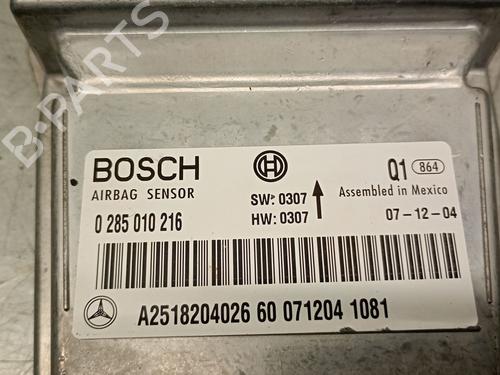 B-PARTS
BOSCH
AIRBAG SENSOR
0 285 010 216
SW: 0307
HW: 0307
Q1 864
Assembled in Mexico
07-12-04
A2518204026 60 071204 1081